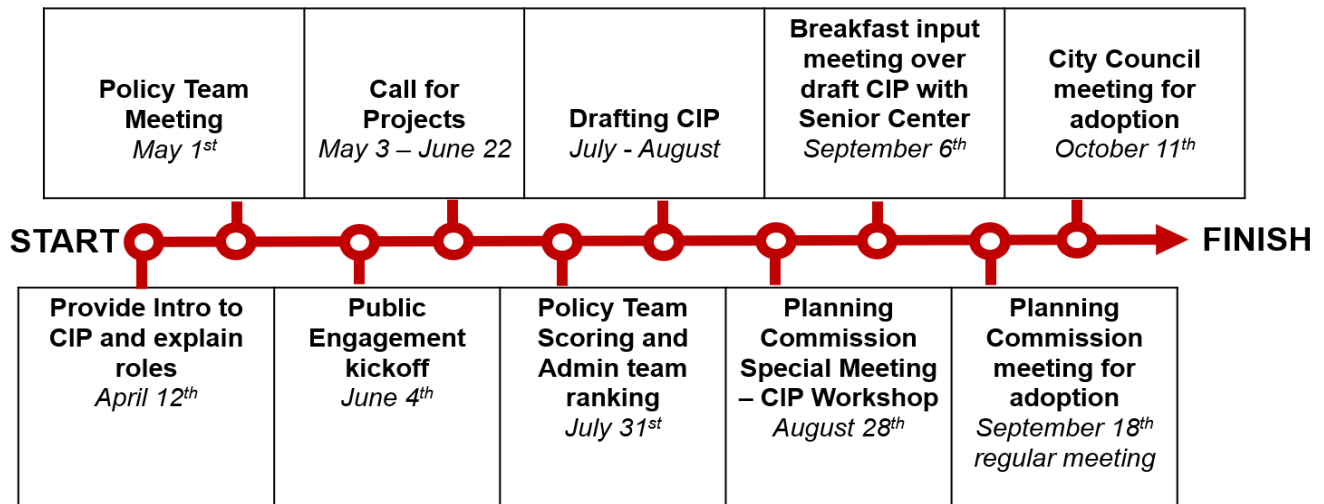 Policy Team
Meeting
May 1st
Call for
Projects
May 3 – June 22
Drafting CIP
July - August
Breakfast input
meeting over
draft CIP with
Senior Center
September 6th
City Council
meeting for
adoption
October 11th
START
FINISH
Provide Intro to
CIP and explain
roles
April 12th
Public
Engagement
kickoff
June 4th
Policy Team
Scoring and
Admin team
ranking
July 31st
Planning
Commission
Special Meeting
– CIP Workshop
August 28th
Planning
Commission
meeting for
adoption
September 18th
regular meeting